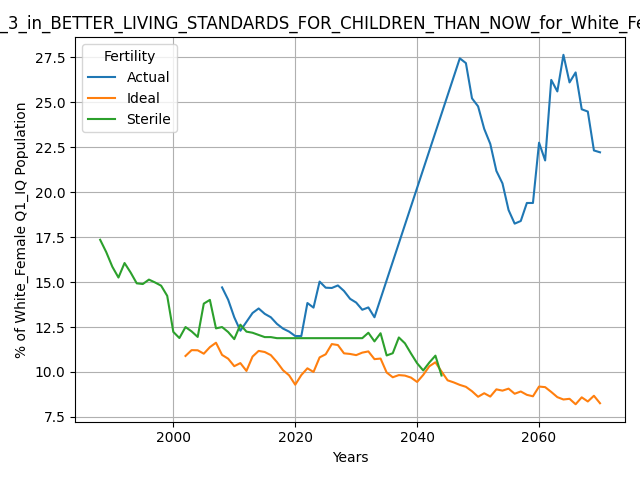 _3_in_BETTER_LIVING_STANDARDS_FOR_CHILDREN_THAN_NOW_for_White_Fe
Fertility
Actual
Ideal
Sterile
27.5
25.0
22.5
20.0
17.5
15.0
12.5
10.0
7.5
% of White_Female Q1_IQ Population
2000
2020
2040
2060
Years